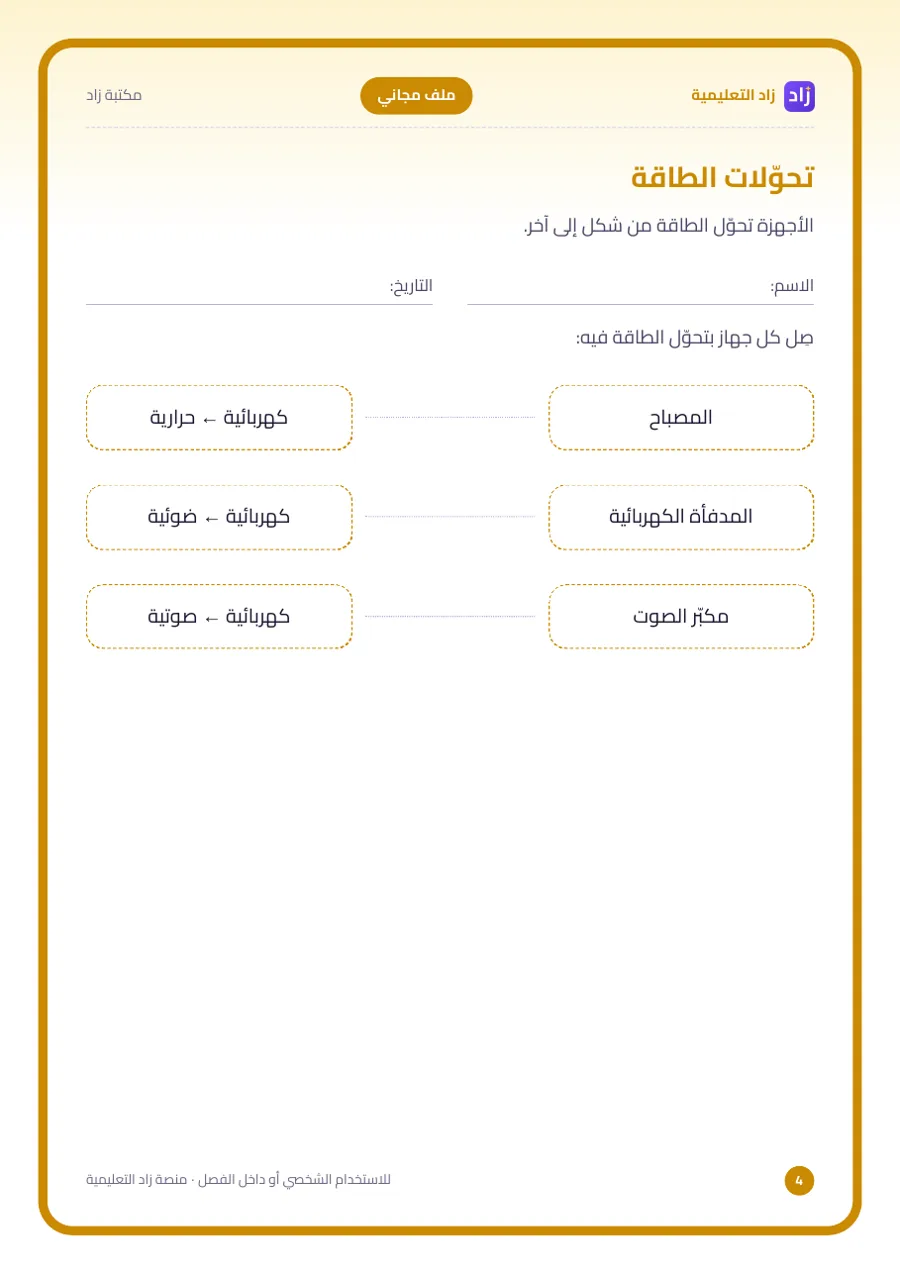 زاد زاد التعليمية
ملف مجاني
مكتبة زاد
تحوّلات الطاقة
الأجهزة تحوّل الطاقة من شكل إلى آخر.
الاسم:
التاريخ:
صِل كل جهاز بتحوّل الطاقة فيه:
المصباح
كهربائية ← حرارية
المدفأة الكهربائية
كهربائية ← ضوئية
مكبّر الصوت
كهربائية ← صوتية
4
للاستخدام الشخصي أو داخل الفصل · منصة زاد التعليمية